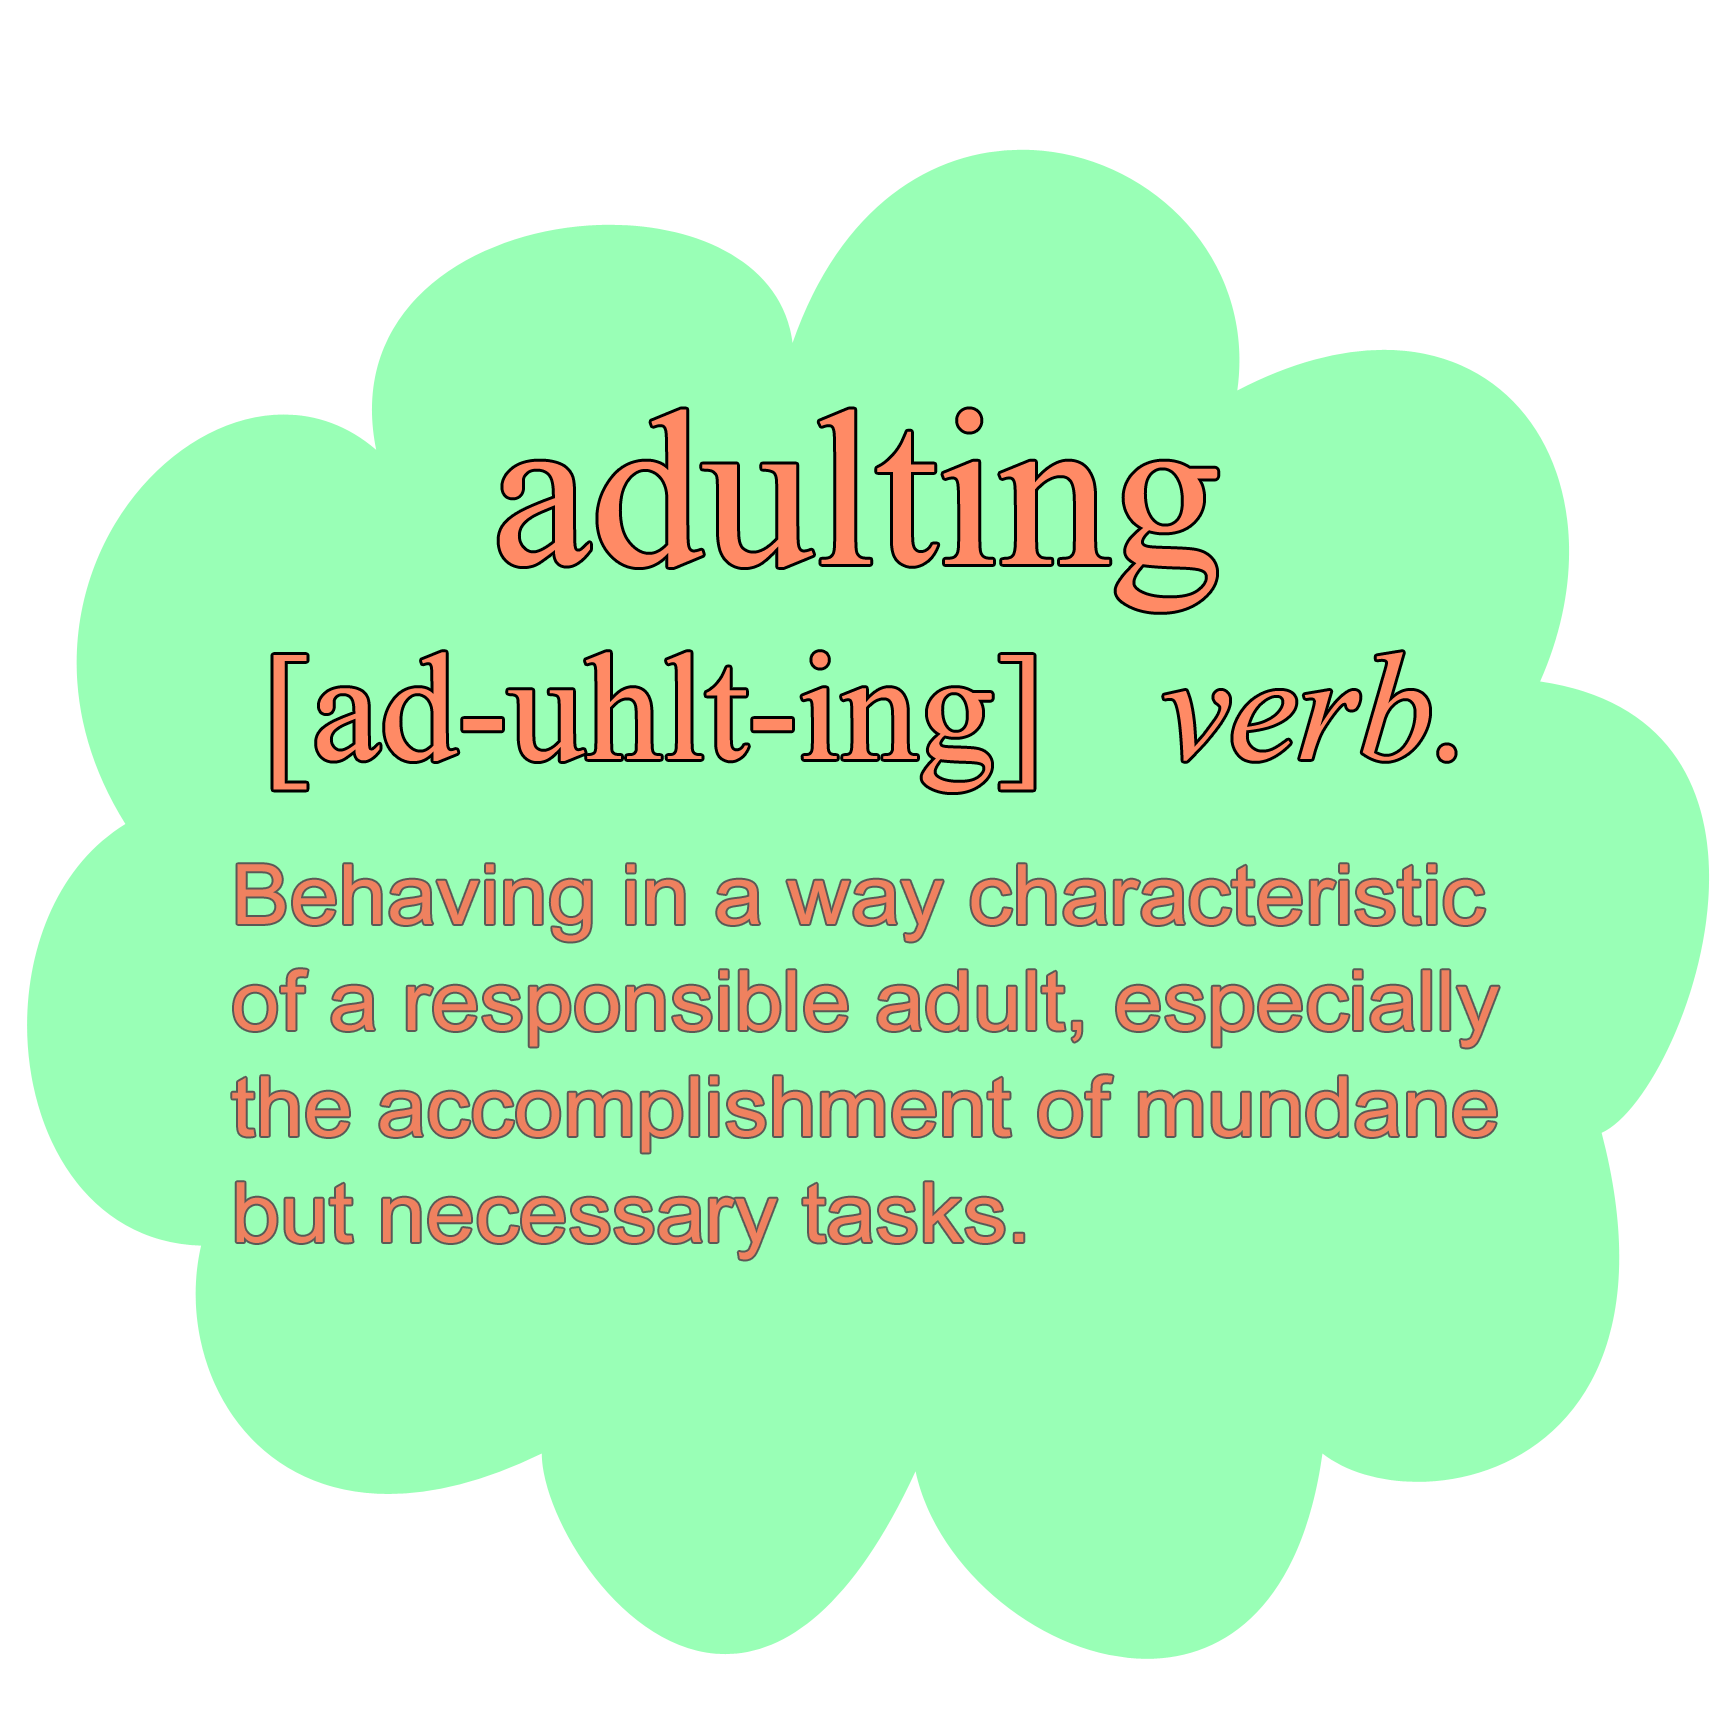 adulting
[ad-uhlt-ing] verb.
Behaving in a way characteristic
of a responsible adult, especially
the accomplishment of mundane
but necessary tasks.